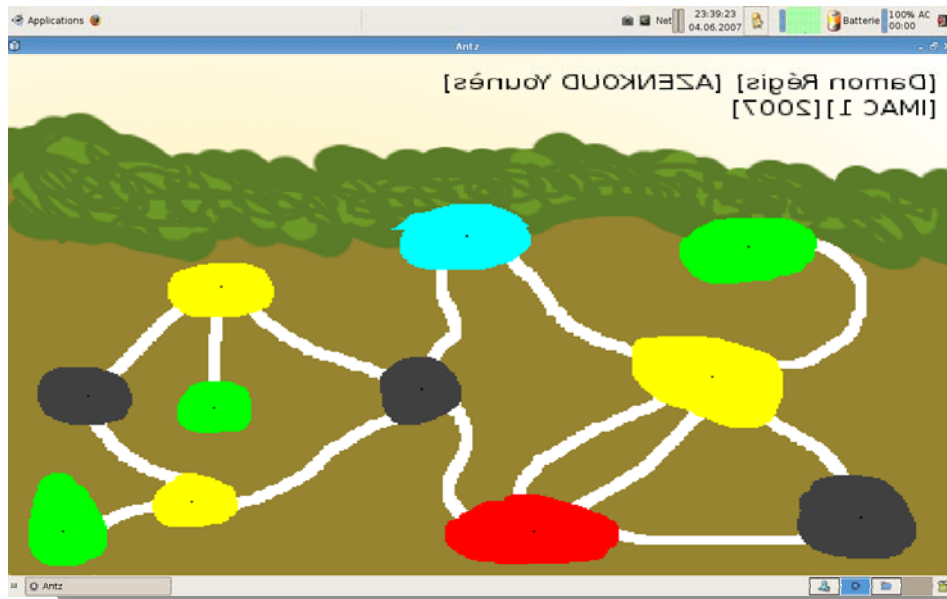 Applications Net 23:39:23 Batterie 100% AC
04.06.2007 00:00
Antz
[Damon Régis] [AZENKOUD Younès]
[IMAC 1][2007]
Antz